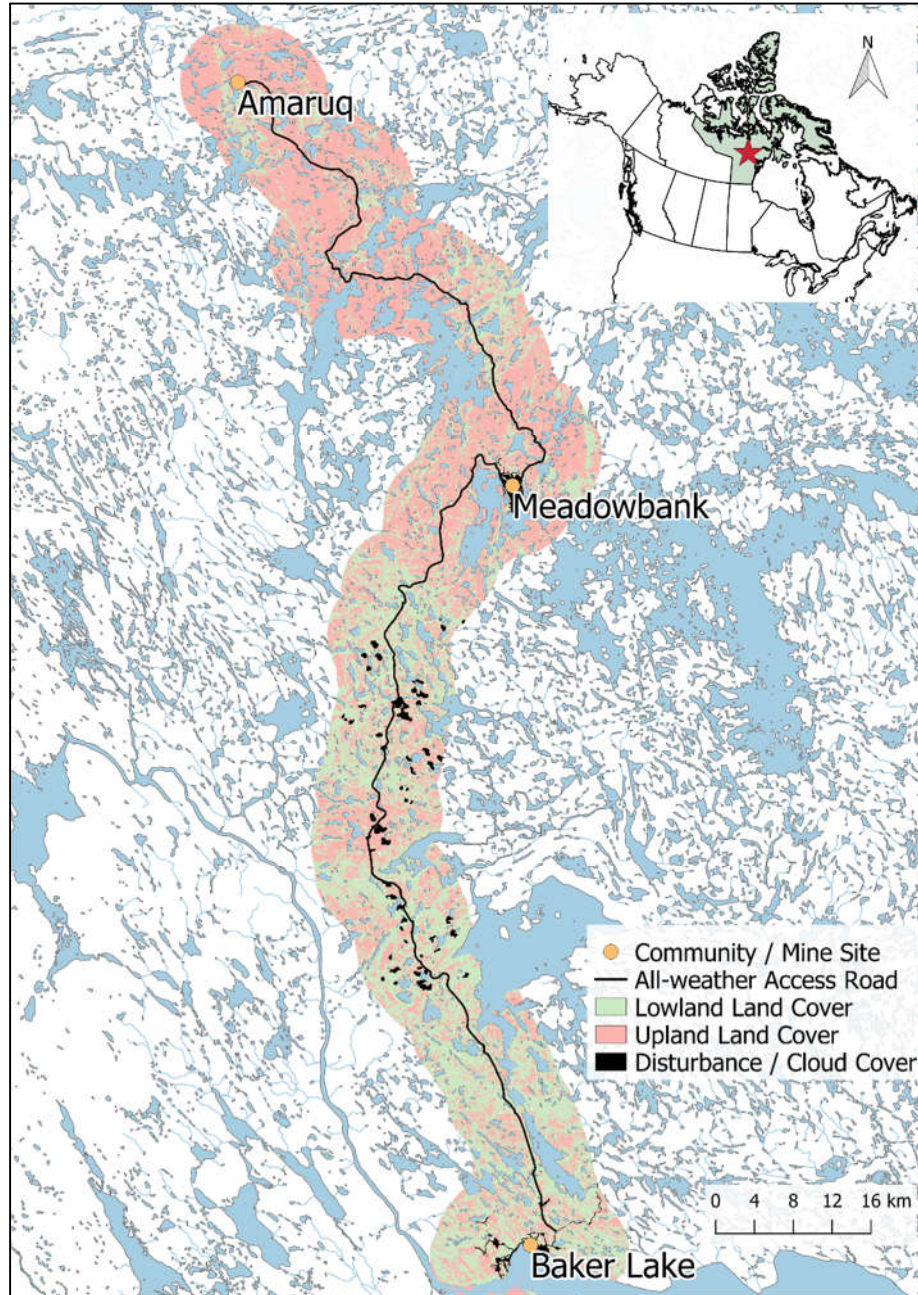 N
Amaruq
Meadowbank
Community / Mine Site
All-weather Access Road
Lowland Land Cover
Upland Land Cover
Disturbance / Cloud Cover
0 4 8 12 16 km
Baker Lake